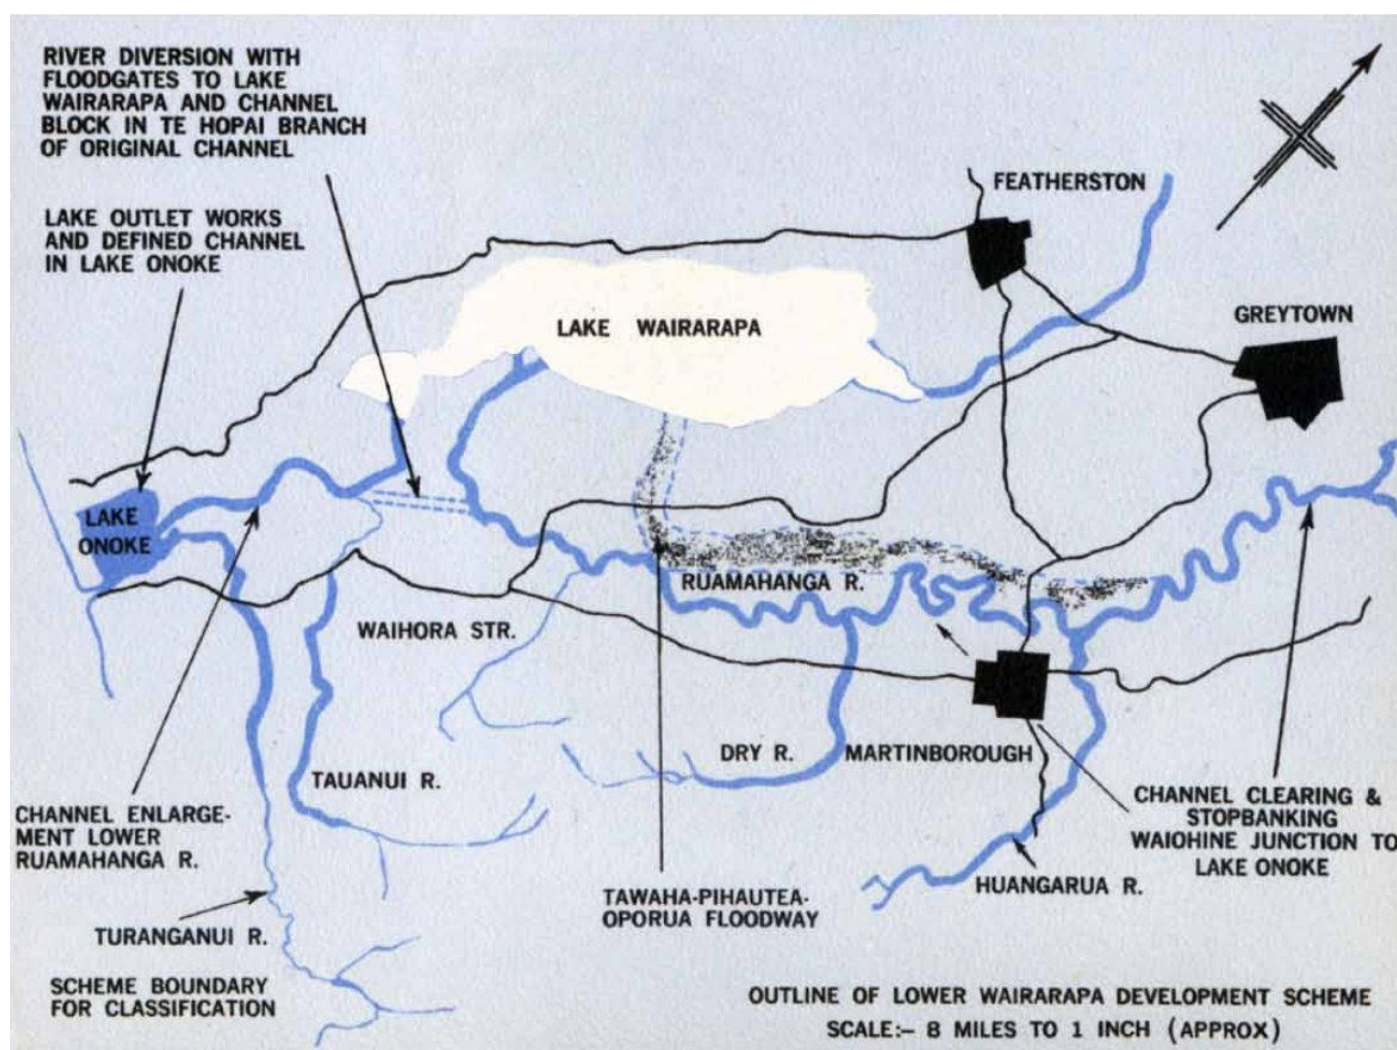 RIVER DIVERSION WITH
FLOODGATES TO LAKE
WAIRARAPA AND CHANNEL
BLOCK IN TE HOPAI BRANCH
OF ORIGINAL CHANNEL
LAKE OUTLET WORKS
AND DEFINED CHANNEL
IN LAKE ONOKE
FEATHERSTON
GREYTOWN
LAKE WAIRARAPA
LAKE
ONOKE
RUAMAHANGA R.
WAIHORA STR.
DRY R.
MARTINBOROUGH
TAUANUI R.
CHANNEL ENLARGE-
MENT LOWER
RUAMAHANGA R.
CHANNEL CLEARING &
STOPBANKING
WAIOHINE JUNCTION TO
LAKE ONOKE
HUANGARUA R.
TAWAHA-PIHAUTEA-
OPORUA FLOODWAY
TURANGANUI R.
SCHEME BOUNDARY
FOR CLASSIFICATION
OUTLINE OF LOWER WAIRARAPA DEVELOPMENT SCHEME
SCALE:- 8 MILES TO 1 INCH (APPROX)